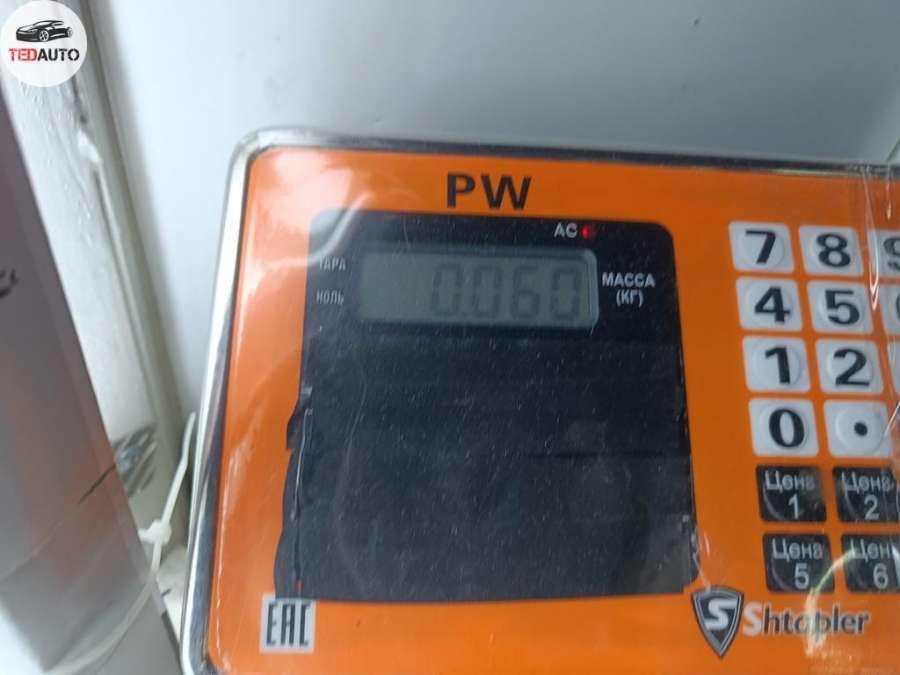 TEDAUTO
PW
AC
ТАРА
0.060
МАССА
(КГ)
НОЛЬ
7 8 9
4 5
1 2
0 .
Цена 1
Цена 2
Цена 5
Цена 6
EAC
S Shtapler